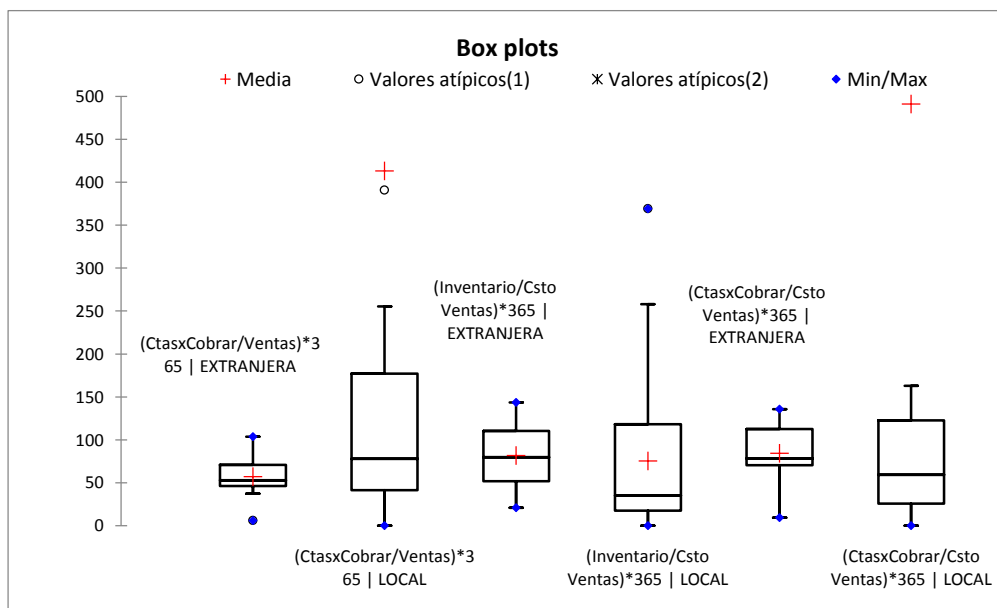 Box plots
Media
Valores atípicos(1)
Valores atípicos(2)
Min/Max
500
450
400
350
300
250
200
150
100
50
0
(CtasxCobrar/Ventas)*3
65 | EXTRANJERA
(CtasxCobrar/Ventas)*3
65 | LOCAL
(Inventario/Csto
Ventas)*365 |
EXTRANJERA
(Inventario/Csto
Ventas)*365 | LOCAL
(CtasxCobrar/Csto
Ventas)*365 |
EXTRANJERA
(CtasxCobrar/Csto
Ventas)*365 | LOCAL